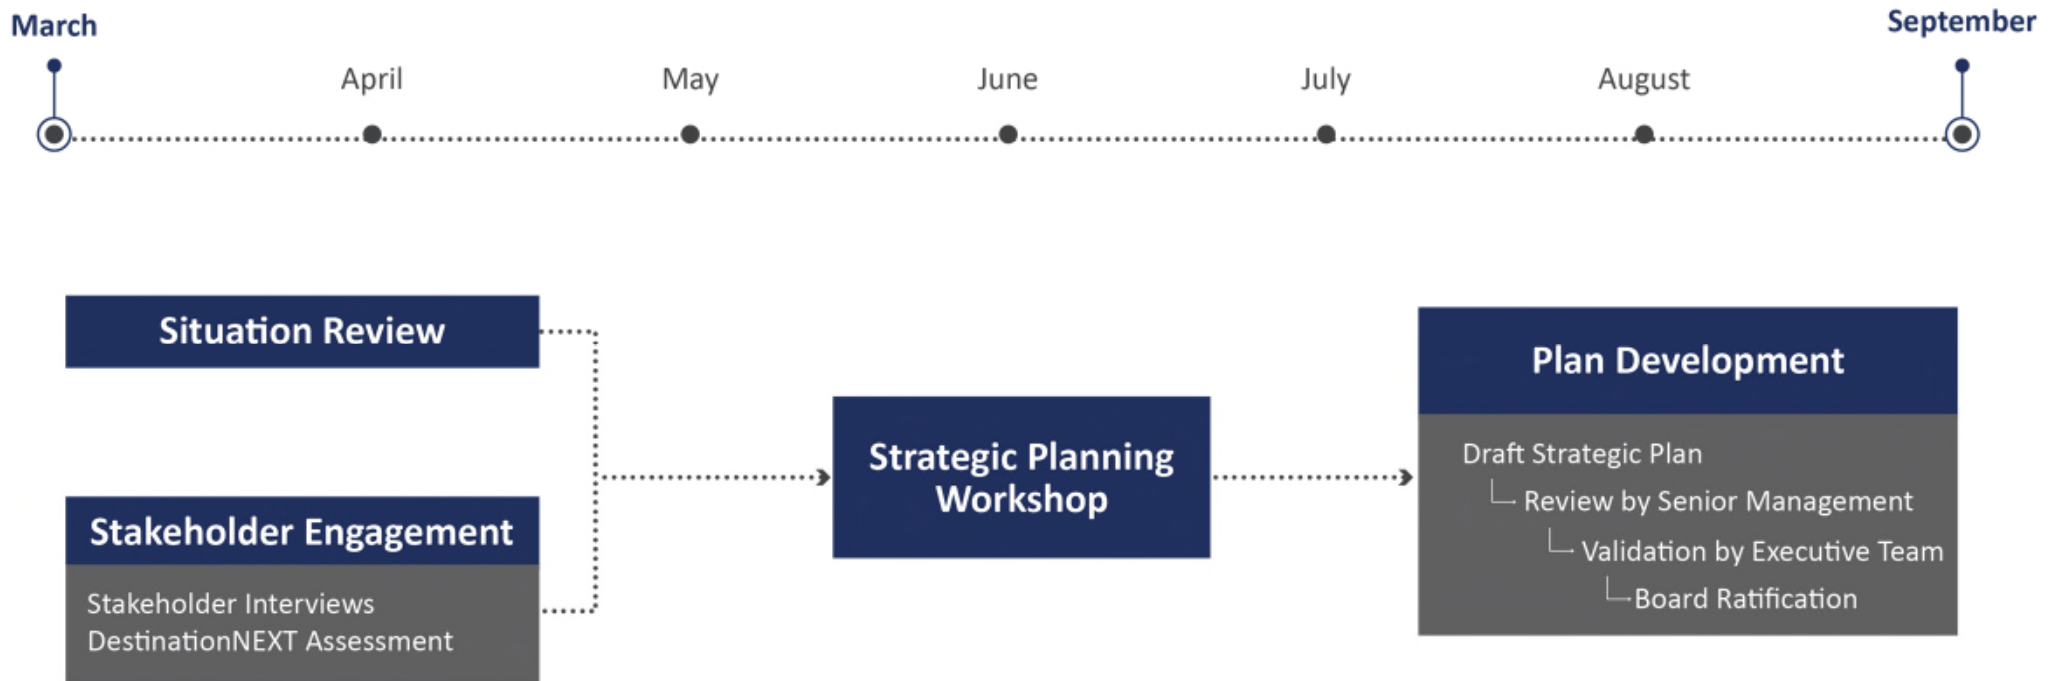 March
April
May
June
July
August
September
Situation Review
Stakeholder Engagement
Stakeholder Interviews
DestinationNEXT Assessment
Strategic Planning
Workshop
Plan Development
Draft Strategic Plan
Review by Senior Management
Validation by Executive Team
Board Ratification